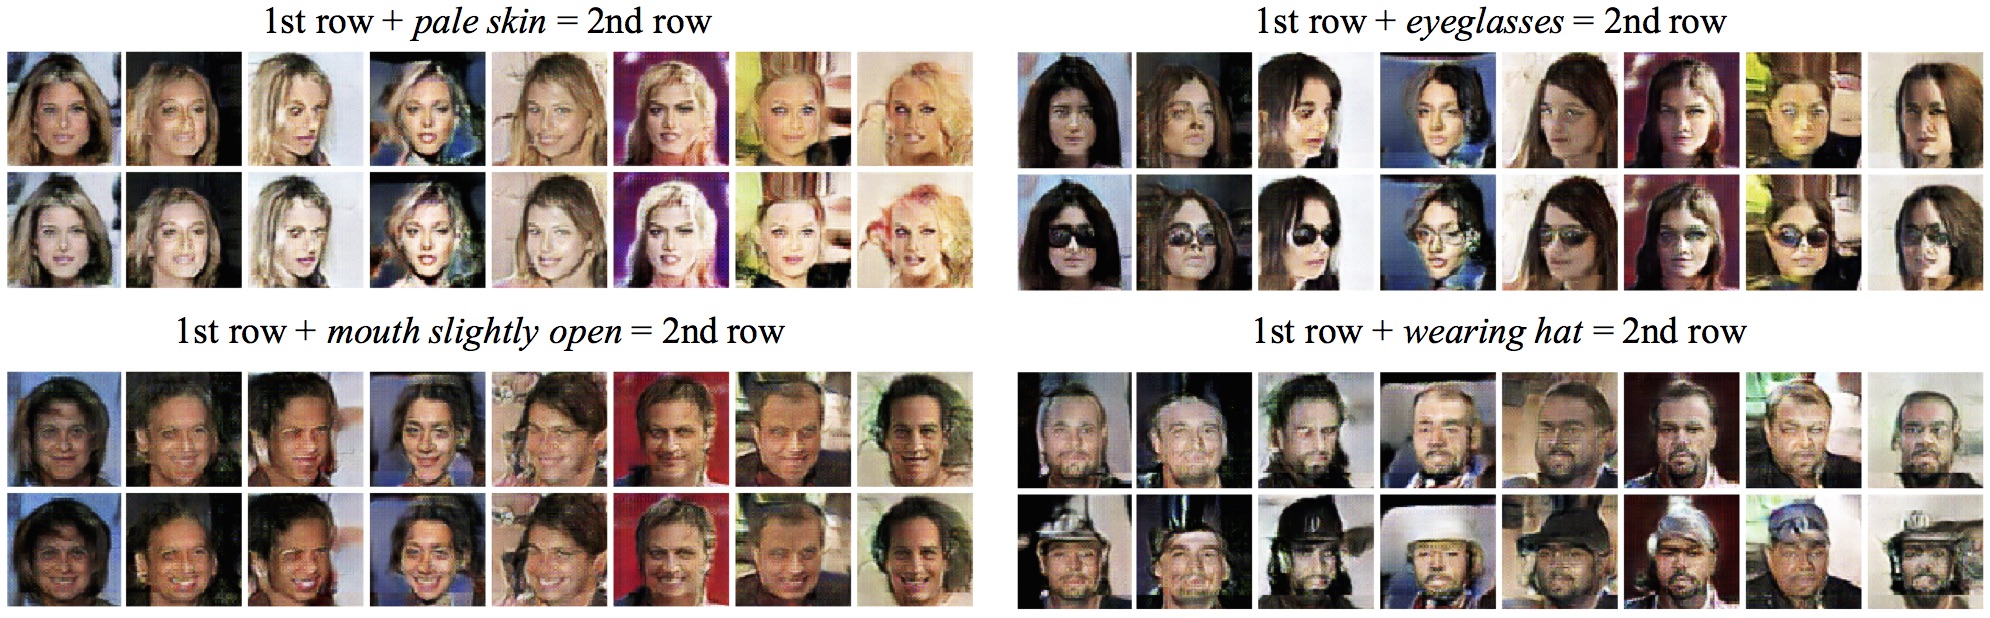 1st row + pale skin = 2nd row
1st row + eyeglasses = 2nd row
1st row + mouth slightly open = 2nd row
1st row + wearing hat = 2nd row